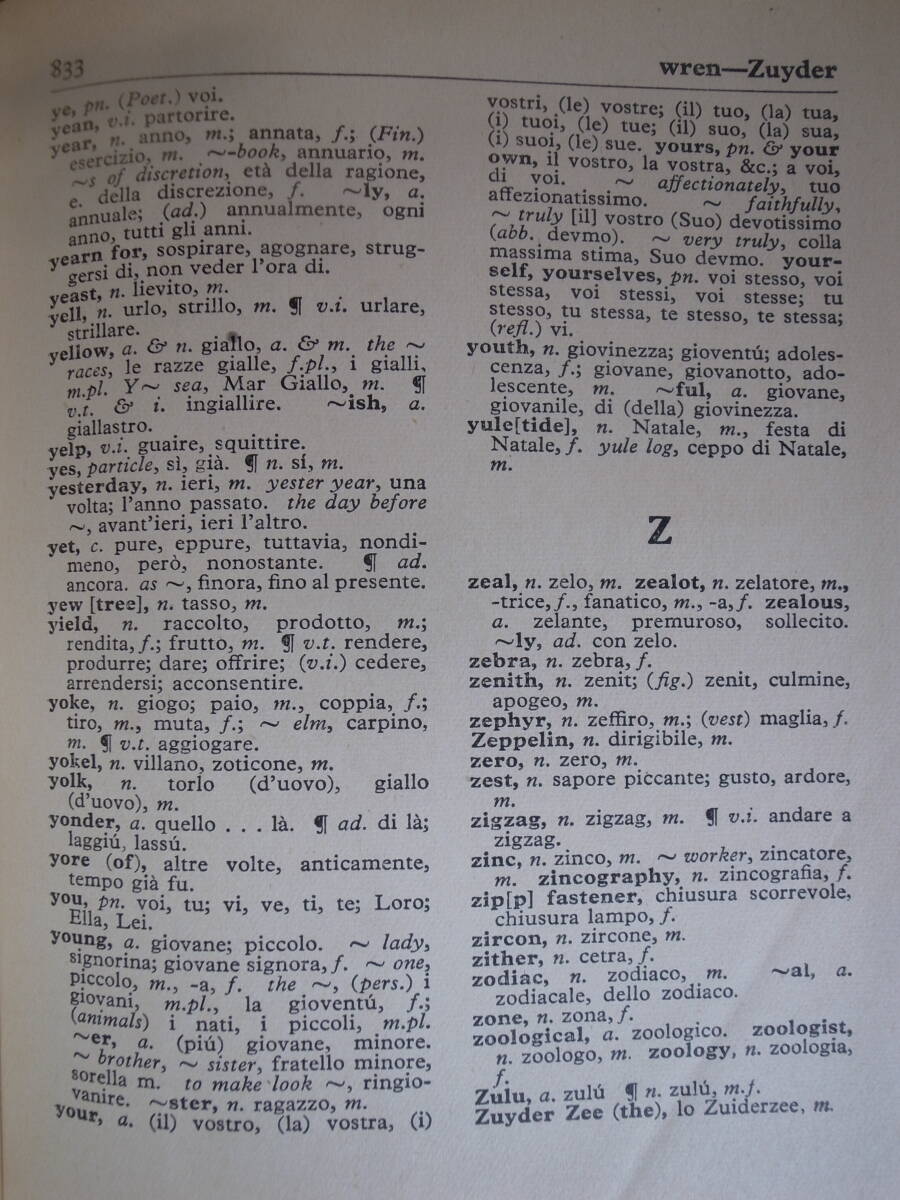 833
wren—Zuyder
ye, pn. (Poet.) voi.
yean, v.i. partorire.
year, n. anno, m.; annata, f.; (Fin.)
esercizio, m. ~-book, annuario, m.
~s of discretion, età della ragione,
e. della discrezione, f. ~ly, a.
annuale; (ad.) annualmente, ogni
anno, tutti gli anni.
yearn for, sospirare, agognare, strug-
gersi di, non veder l'ora di.
yeast, n. lievito, m.
yell, n. urlo, strillo, m. ¶ v.i. urlare,
strillare.
yellow, a. & n. giallo, a. & m. the ~
races, le razze gialle, f.pl., i gialli,
m.pl. Y~ sea, Mar Giallo, m. ¶
v.t. & i. ingiallire. ~ish, a.
giallastro.
yelp, v.i. guaire, squittire.
yes, particle, sì, già. ¶ n. sí, m.
yesterday, n. ieri, m. yester year, una
volta; l'anno passato. the day before
~, avant'ieri, ieri l'altro.
yet, c. pure, eppure, tuttavia, nondi-
meno, però, nonostante. ¶ ad.
ancora. as ~, finora, fino al presente.
yew [tree], n. tasso, m.
yield, n. raccolto, prodotto, m.;
rendita, f.; frutto, m. ¶ v.t. rendere,
produrre; dare; offrire; (v.i.) cedere,
arrendersi; acconsentire.
yoke, n. giogo; paio, m., coppia, f.;
tiro, m., muta, f.; ~ elm, carpino,
m. ¶ v.t. aggiogare.
yokel, n. villano, zoticone, m.
yolk, n. torlo (d'uovo), giallo
(d'uovo), m.
yonder, a. quello . . . là. ¶ ad. di là;
laggiú, lassú.
yore (of), altre volte, anticamente,
tempo già fu.
you, pn. voi, tu; vi, ve, ti, te; Loro;
Ella, Lei.
young, a. giovane; piccolo. ~ lady,
signorina; giovane signora, f. ~ one,
piccolo, m., -a, f. the ~, (pers.) i
giovani, m.pl., la gioventú, f.;
(animals) i nati, i piccoli, m.pl.
~er, a. (piú) giovane, minore.
~ brother, ~ sister, fratello minore,
sorella m. to make look ~, ringio-
vanire. ~ster, n. ragazzo, m.
your, a. (il) vostro, (la) vostra, (i)
vostri, (le) vostre; (il) tuo, (la) tua,
(i) tuoi, (le) tue; (il) suo, (la) sua,
(i) suoi, (le) sue. yours, pn. & your
own, il vostro, la vostra, &c.; a voi,
di voi. ~ affectionately, tuo
affezionatissimo. ~ faithfully,
~ truly [il] vostro (Suo) devotissimo
(abb. devmo). ~ very truly, colla
massima stima, Suo devmo. your-
self, yourselves, pn. voi stesso, voi
stessa, voi stessi, voi stesse; tu
stesso, tu stessa, te stesso, te stessa;
(refl.) vi.
youth, n. giovinezza; gioventú; adoles-
cenza, f.; giovane, giovanotto, ado-
lescente, m. ~ful, a. giovane,
giovanile, di (della) giovinezza.
yule[tide], n. Natale, m., festa di
Natale, f. yule log, ceppo di Natale,
m.
Z
zeal, n. zelo, m. zealot, n. zelatore, m.,
-trice, f., fanatico, m., -a, f. zealous,
a. zelante, premuroso, sollecito.
~ly, ad. con zelo.
zebra, n. zebra, f.
zenith, n. zenit; (fig.) zenit, culmine,
apogeo, m.
zephyr, n. zeffiro, m.; (vest) maglia, f.
Zeppelin, n. dirigibile, m.
zero, n. zero, m.
zest, n. sapore piccante; gusto, ardore,
m.
zigzag, n. zigzag, m. ¶ v.i. andare a
zigzag.
zinc, n. zinco, m. ~ worker, zincatore,
m. zincography, n. zincografia, f.
zip[p] fastener, chiusura scorrevole,
chiusura lampo, f.
zircon, n. zircone, m.
zither, n. cetra, f.
zodiac, n. zodiaco, m. ~al, a.
zodiacale, dello zodiaco.
zone, n. zona, f.
zoological, a. zoologico. zoologist,
n. zoologo, m. zoology, n. zoologia,
f.
Zulu, a. zulú ¶ n. zulú, m.f.
Zuyder Zee (the), lo Zuiderzee, m.